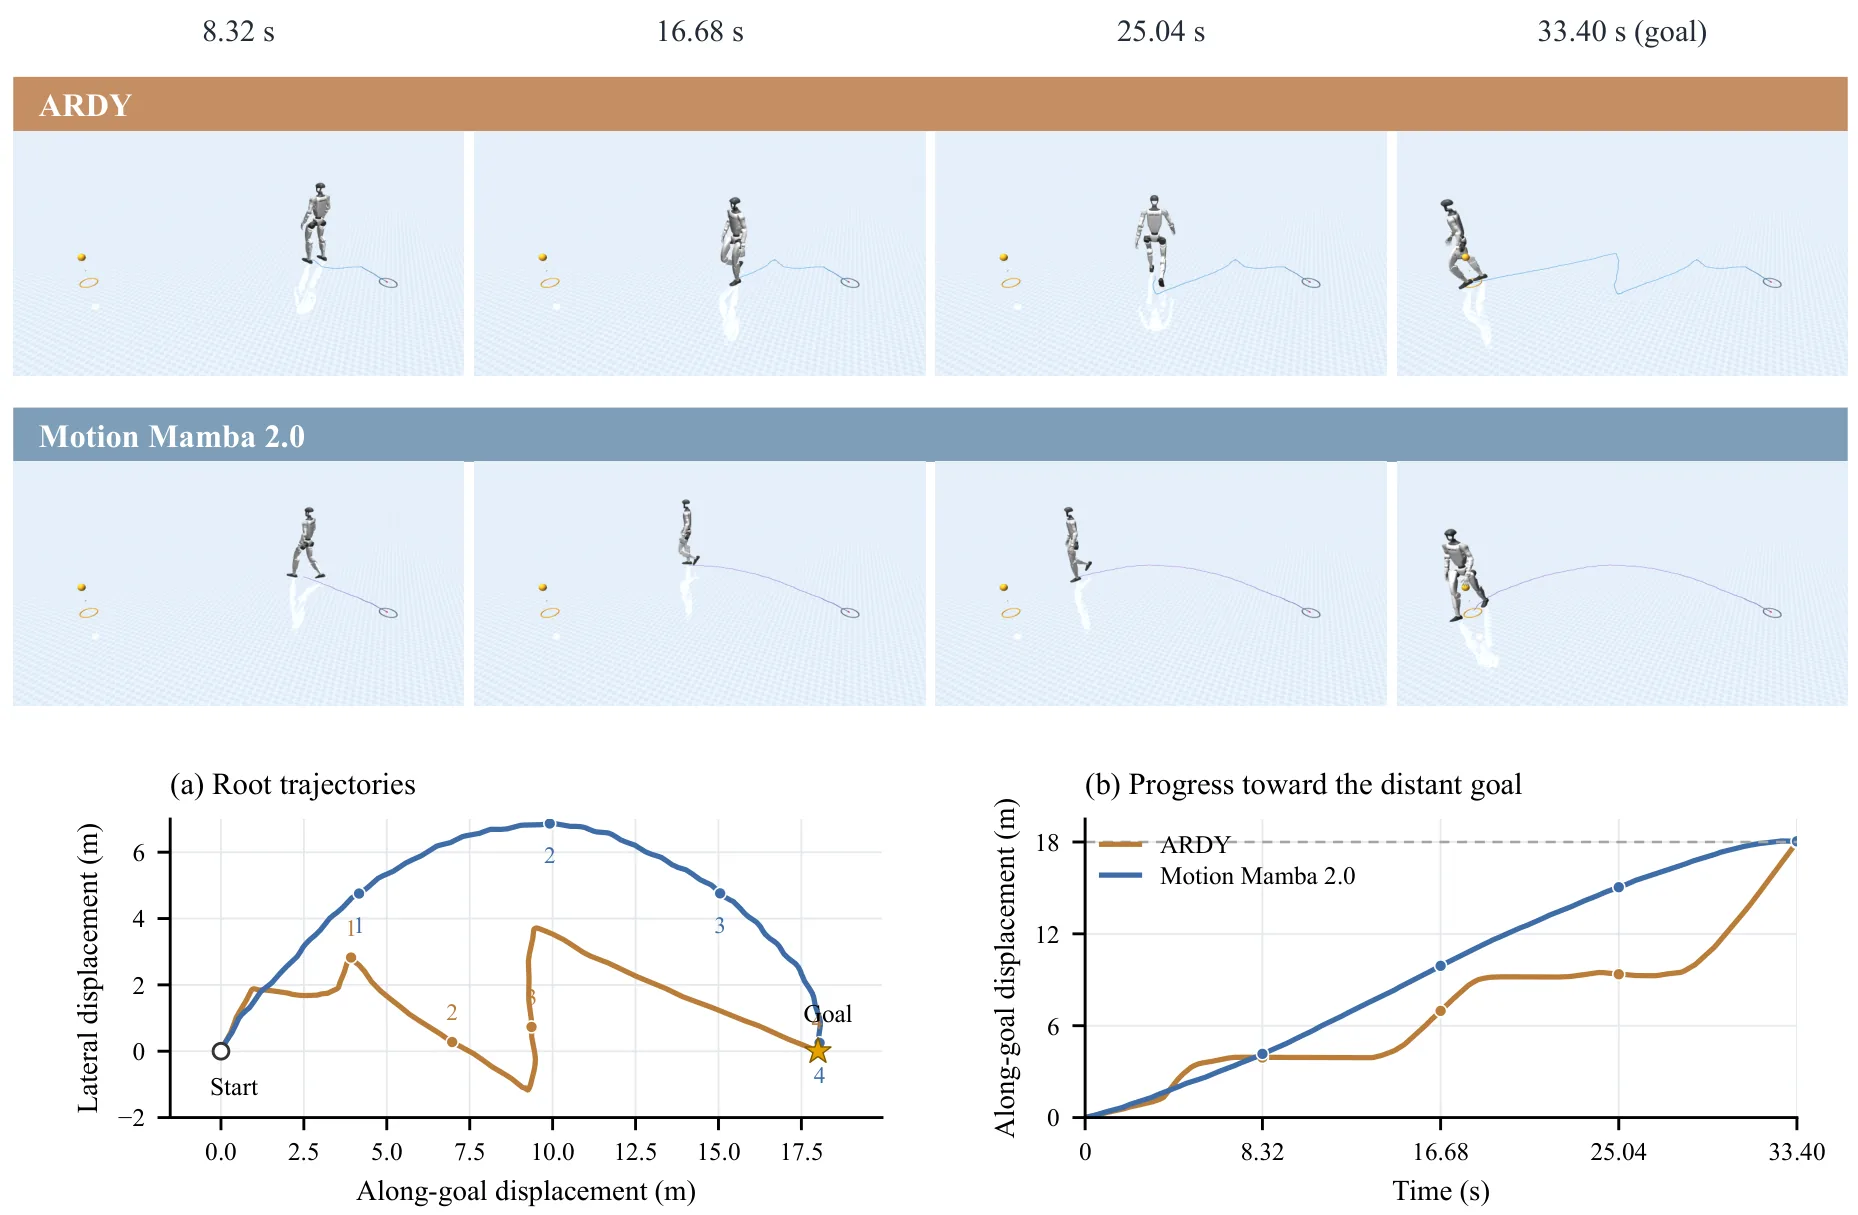 8.32 s
16.68 s
25.04 s
33.40 s (goal)
ARDY
Motion Mamba 2.0
(a) Root trajectories
Lateral displacement (m)
6
4
2
0
−2
1
1
2
2
3
3
4
Goal
Start
0.0
2.5
5.0
7.5
10.0
12.5
15.0
17.5
Along-goal displacement (m)
(b) Progress toward the distant goal
Along-goal displacement (m)
18
12
6
0
ARDY
Motion Mamba 2.0
0
8.32
16.68
25.04
33.40
Time (s)